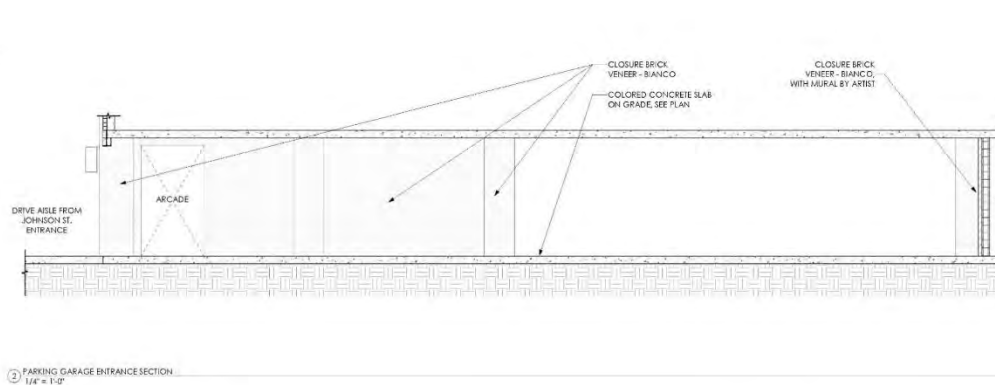 CLOSURE BRICK
VENEER - BIANCO
COLORED CONCRETE SLAB
ON GRADE, SEE PLAN
CLOSURE BRICK
VENEER - BIANCO,
WITH MURAL BY ARTIST
ARCADE
DRIVE AISLE FROM
JOHNSON ST.
ENTRANCE
2 PARKING GARAGE ENTRANCE SECTION
1/4" = 1'-0"